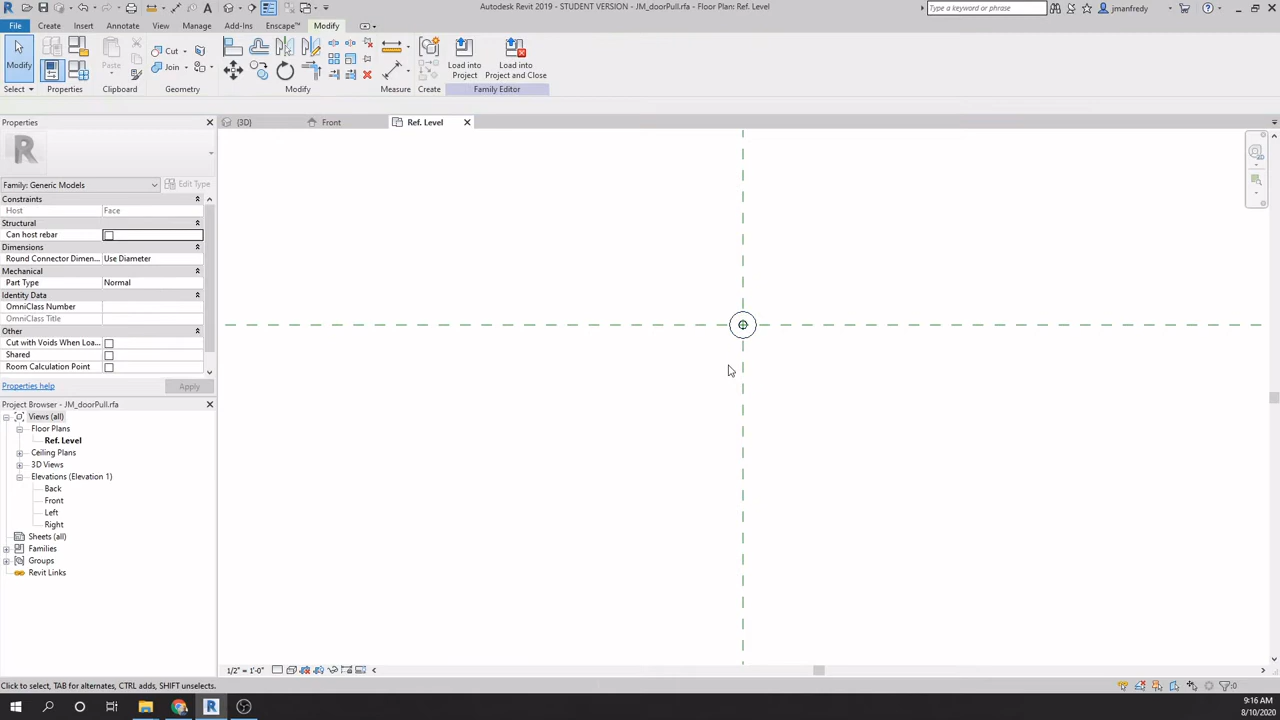 Autodesk Revit 2019 - STUDENT VERSION - JM_doorPull.rfa - Floor Plan: Ref. Level
Type a keyword or phrase
jmanfredy
File
Create
Insert
Annotate
View
Manage
Add-Ins
Enscape™
Modify
Modify
Paste
Cut
Join
Load into
Project
Load into
Project and Close
Select
Properties
Clipboard
Geometry
Modify
Measure
Create
Family Editor
Properties
{3D}
Front
Ref. Level
R
Family: Generic Models
Edit Type
Constraints
Host
Face
Structural
Can host rebar
Dimensions
Round Connector Dimen...
Use Diameter
Mechanical
Part Type
Normal
Identity Data
OmniClass Number
OmniClass Title
Other
Cut with Voids When Loa...
Shared
Room Calculation Point
Properties help
Apply
Project Browser - JM_doorPull.rfa
Views (all)
Floor Plans
Ref. Level
Ceiling Plans
3D Views
Elevations (Elevation 1)
Back
Front
Left
Right
Sheets (all)
Families
Groups
Revit Links
1/2" = 1'-0"
Click to select, TAB for alternates, CTRL adds, SHIFT unselects.
:0
9:16 AM
8/10/2020